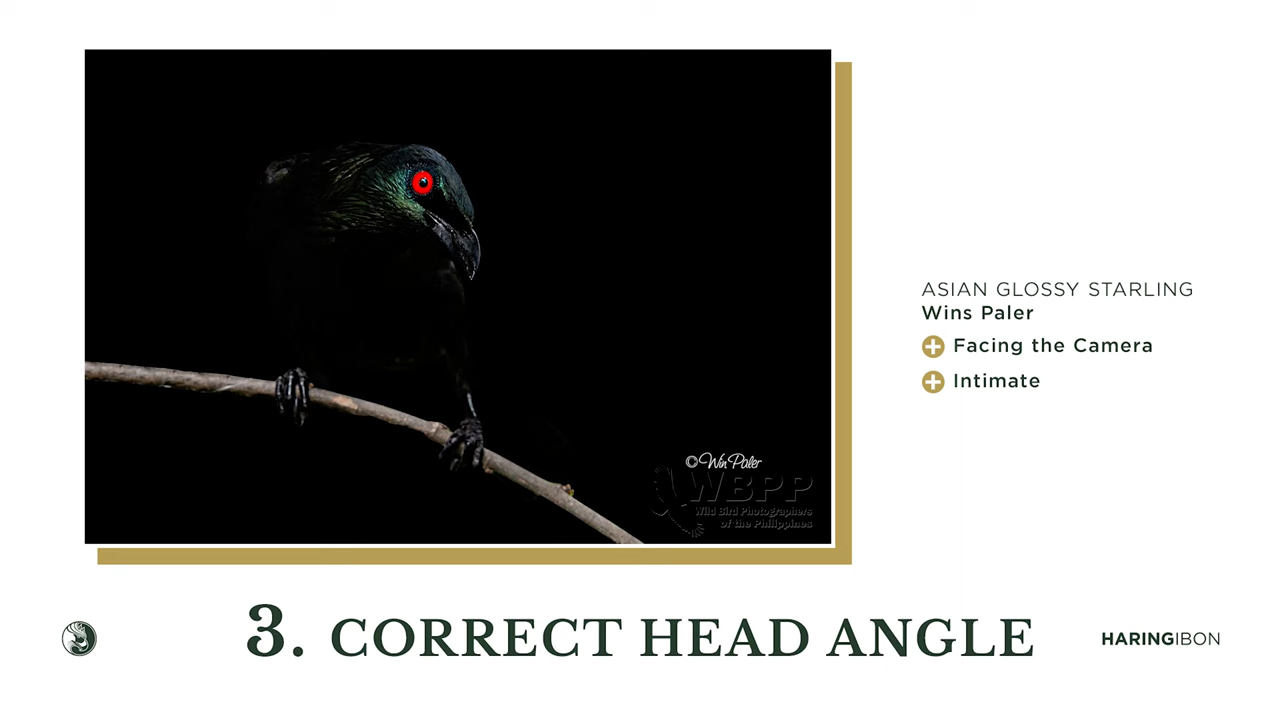 ASIAN GLOSSY STARLING
Wins Paler
Facing the Camera
Intimate
©Win Paler
WBPP
Wild Bird Photographers
of the Philippines
3. CORRECT HEAD ANGLE
HARINGIBON